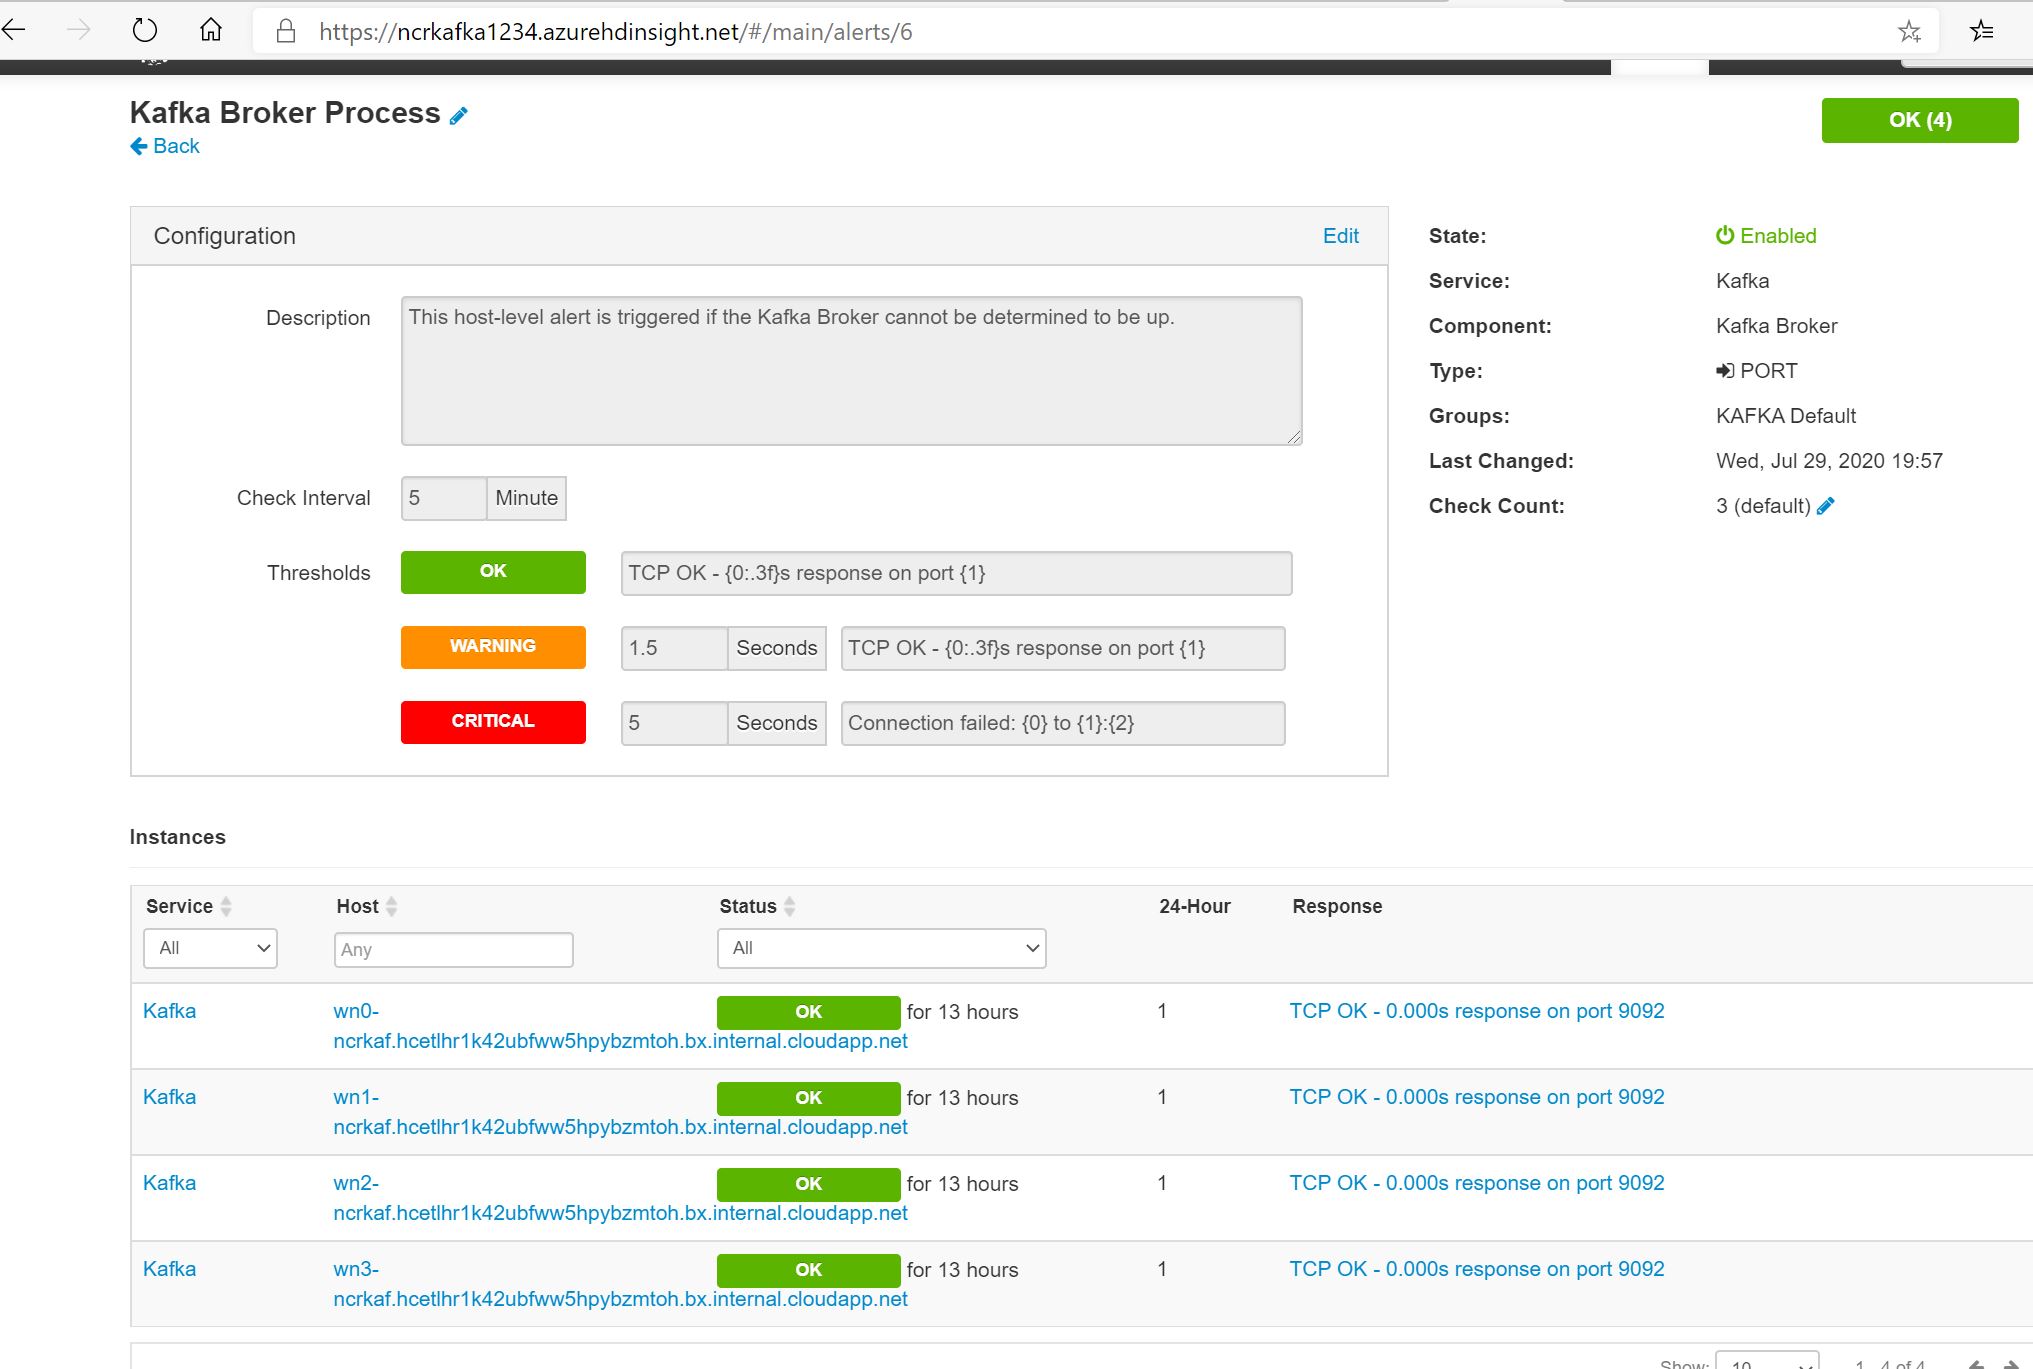 https://ncrkafka1234.azurehdinsight.net/#/main/alerts/6
Kafka Broker Process
OK (4)
Back
Configuration
Edit
Description
This host-level alert is triggered if the Kafka Broker cannot be determined to be up.
Check Interval
5
Minute
Thresholds
OK
TCP OK - {0:.3f}s response on port {1}
WARNING
1.5
Seconds
TCP OK - {0:.3f}s response on port {1}
CRITICAL
5
Seconds
Connection failed: {0} to {1}:{2}
State:
Enabled
Service:
Kafka
Component:
Kafka Broker
Type:
PORT
Groups:
KAFKA Default
Last Changed:
Wed, Jul 29, 2020 19:57
Check Count:
3 (default)
Instances
Service
Host
Status
24-Hour
Response
All
Any
All
Kafka
wn0-
ncrkaf.hcetlhr1k42ubfww5hpybzmtoh.bx.internal.cloudapp.net
OK
for 13 hours
1
TCP OK - 0.000s response on port 9092
Kafka
wn1-
ncrkaf.hcetlhr1k42ubfww5hpybzmtoh.bx.internal.cloudapp.net
OK
for 13 hours
1
TCP OK - 0.000s response on port 9092
Kafka
wn2-
ncrkaf.hcetlhr1k42ubfww5hpybzmtoh.bx.internal.cloudapp.net
OK
for 13 hours
1
TCP OK - 0.000s response on port 9092
Kafka
wn3-
ncrkaf.hcetlhr1k42ubfww5hpybzmtoh.bx.internal.cloudapp.net
OK
for 13 hours
1
TCP OK - 0.000s response on port 9092
Show:
10
1 - 4 of 4